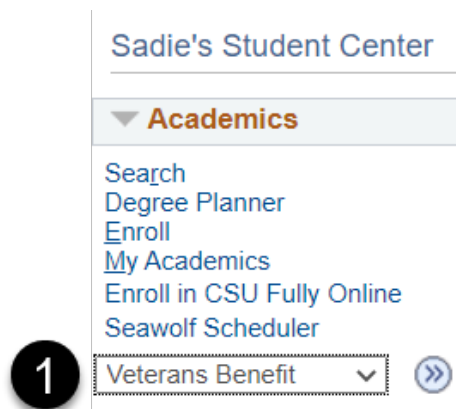 Sadie's Student Center
Academics
Search
Degree Planner
Enroll
My Academics
Enroll in CSU Fully Online
Seawolf Scheduler
1 Veterans Benefit